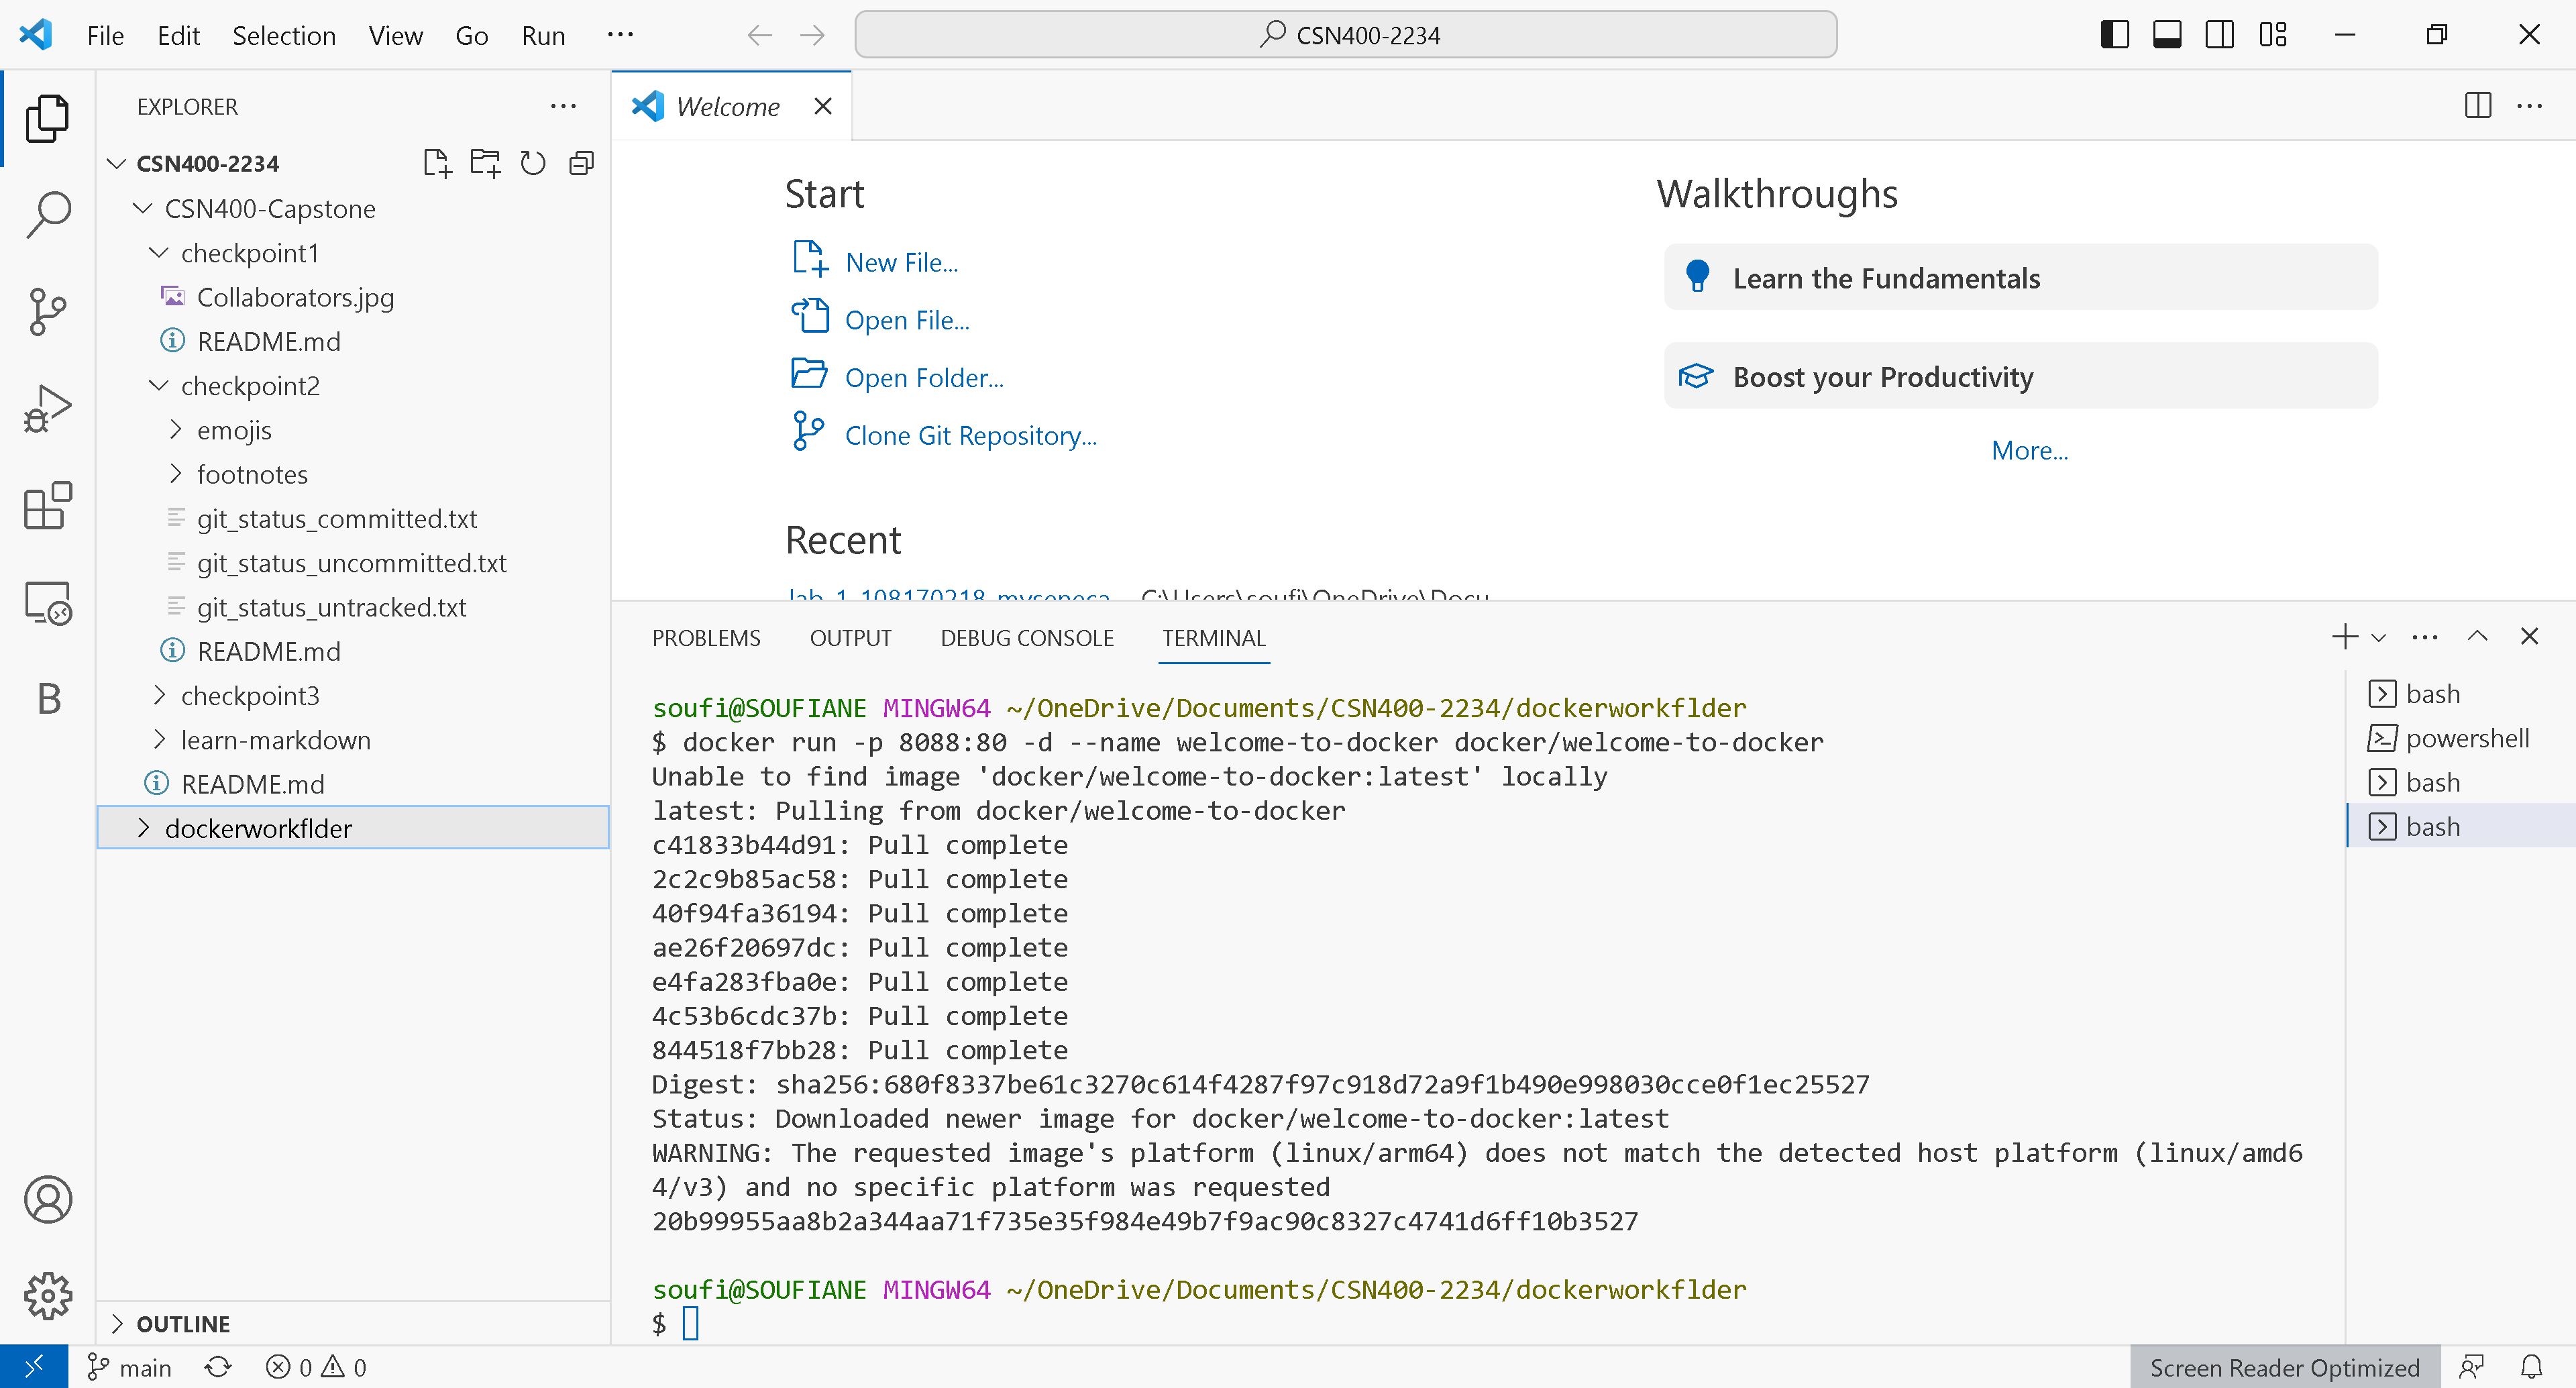 File Edit Selection View Go Run ···
CSN400-2234
EXPLORER
CSN400-2234
CSN400-Capstone
checkpoint1
Collaborators.jpg
README.md
checkpoint2
emojis
footnotes
git_status_committed.txt
git_status_uncommitted.txt
git_status_untracked.txt
README.md
checkpoint3
learn-markdown
README.md
dockerworkflder
OUTLINE
B
Welcome
Start
New File...
Open File...
Open Folder...
Clone Git Repository...
Recent
lab_1_108170218_myseneca C:\Users\soufi\OneDrive\Docu
Walkthroughs
Learn the Fundamentals
Boost your Productivity
More...
PROBLEMS OUTPUT DEBUG CONSOLE TERMINAL
soufi@SOUFIANE MINGW64 ~/OneDrive/Documents/CSN400-2234/dockerworkflder
$ docker run -p 8088:80 -d --name welcome-to-docker docker/welcome-to-docker
Unable to find image 'docker/welcome-to-docker:latest' locally
latest: Pulling from docker/welcome-to-docker
c41833b44d91: Pull complete
2c2c9b85ac58: Pull complete
40f94fa36194: Pull complete
ae26f20697dc: Pull complete
e4fa283fba0e: Pull complete
4c53b6cdc37b: Pull complete
844518f7bb28: Pull complete
Digest: sha256:680f8337be61c3270c614f4287f97c918d72a9f1b490e998030cce0f1ec25527
Status: Downloaded newer image for docker/welcome-to-docker:latest
WARNING: The requested image's platform (linux/arm64) does not match the detected host platform (linux/amd6
4/v3) and no specific platform was requested
20b99955aa8b2a344aa71f735e35f984e49b7f9ac90c8327c4741d6ff10b3527
soufi@SOUFIANE MINGW64 ~/OneDrive/Documents/CSN400-2234/dockerworkflder
$
bash
powershell
bash
bash
main 0 0
Screen Reader Optimized